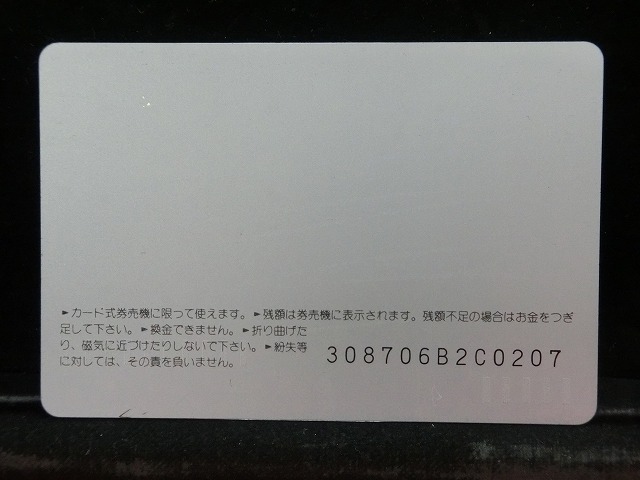 ►カード式券売機に限って使えます。►残額は券売機に表示されます。残額不足の場合はお金をつぎ
足して下さい。►換金できません。►折り曲げた
り、磁気に近づけたりしないで下さい。►紛失等
に対しては、その責を負いません。
308706B2C0207